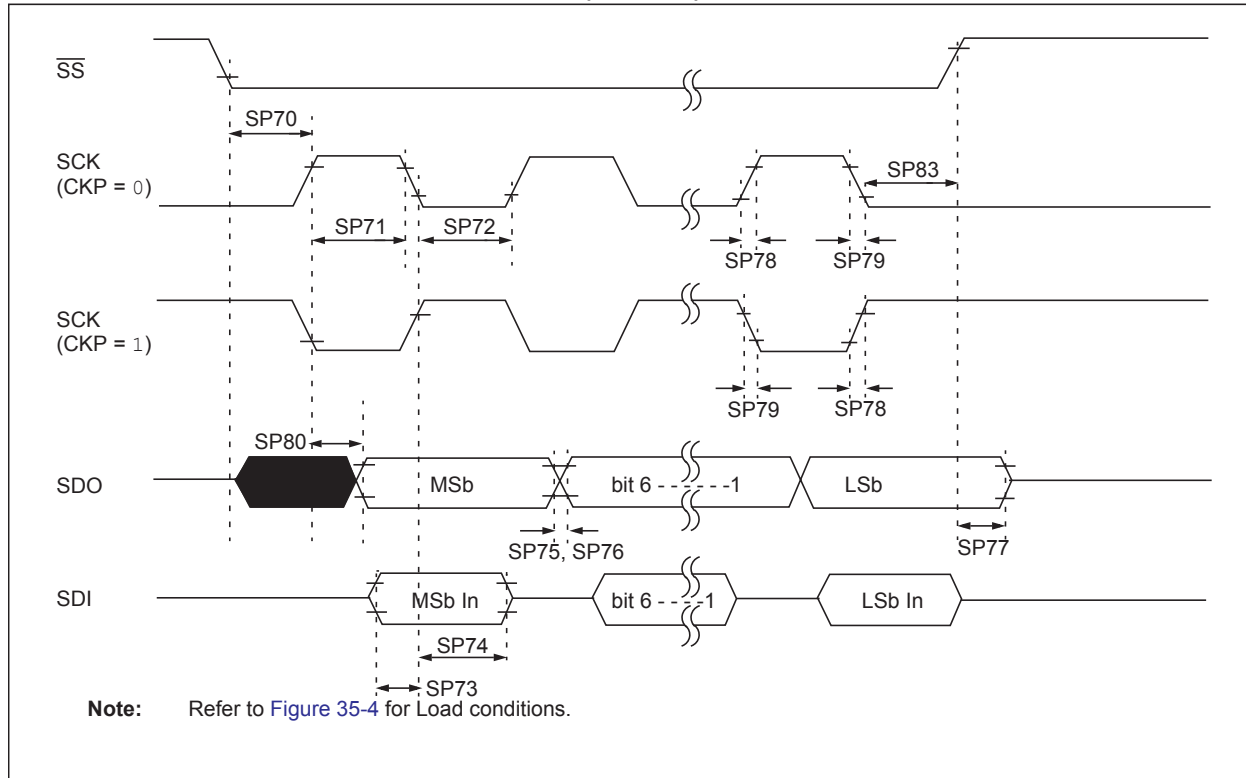 SS
SP70
SCK
(CKP = 0)
SP83
SP71
SP72
SP78
SP79
SCK
(CKP = 1)
SP79
SP78
SP80
SDO
MSb
bit 6 - - - - - - -1
LSb
SP75, SP76
SP77
SDI
MSb In
bit 6 - - - - -1
LSb In
SP74
SP73
Note: Refer to Figure 35-4 for Load conditions.